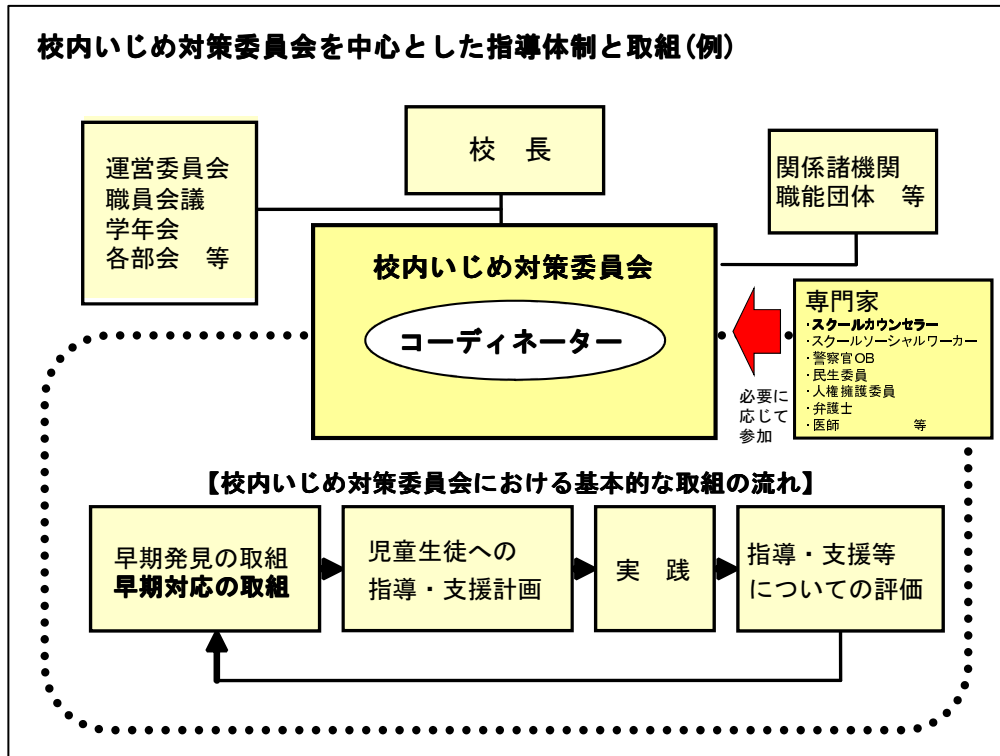 校内いじめ対策委員会を中心とした指導体制と取組(例)
運営委員会
職員会議
学年会
各部会 等
校 長
関係諸機関
職能団体 等
校内いじめ対策委員会
コーディネーター
専門家
・スクールカウンセラー
・スクールソーシャルワーカー
・警察官OB
・民生委員
・人権擁護委員
・弁護士
・医師 等
必要に
応じて
参加
【校内いじめ対策委員会における基本的な取組の流れ】
早期発見の取組
早期対応の取組
児童生徒への
指導・支援計画
実 践
指導・支援等
についての評価